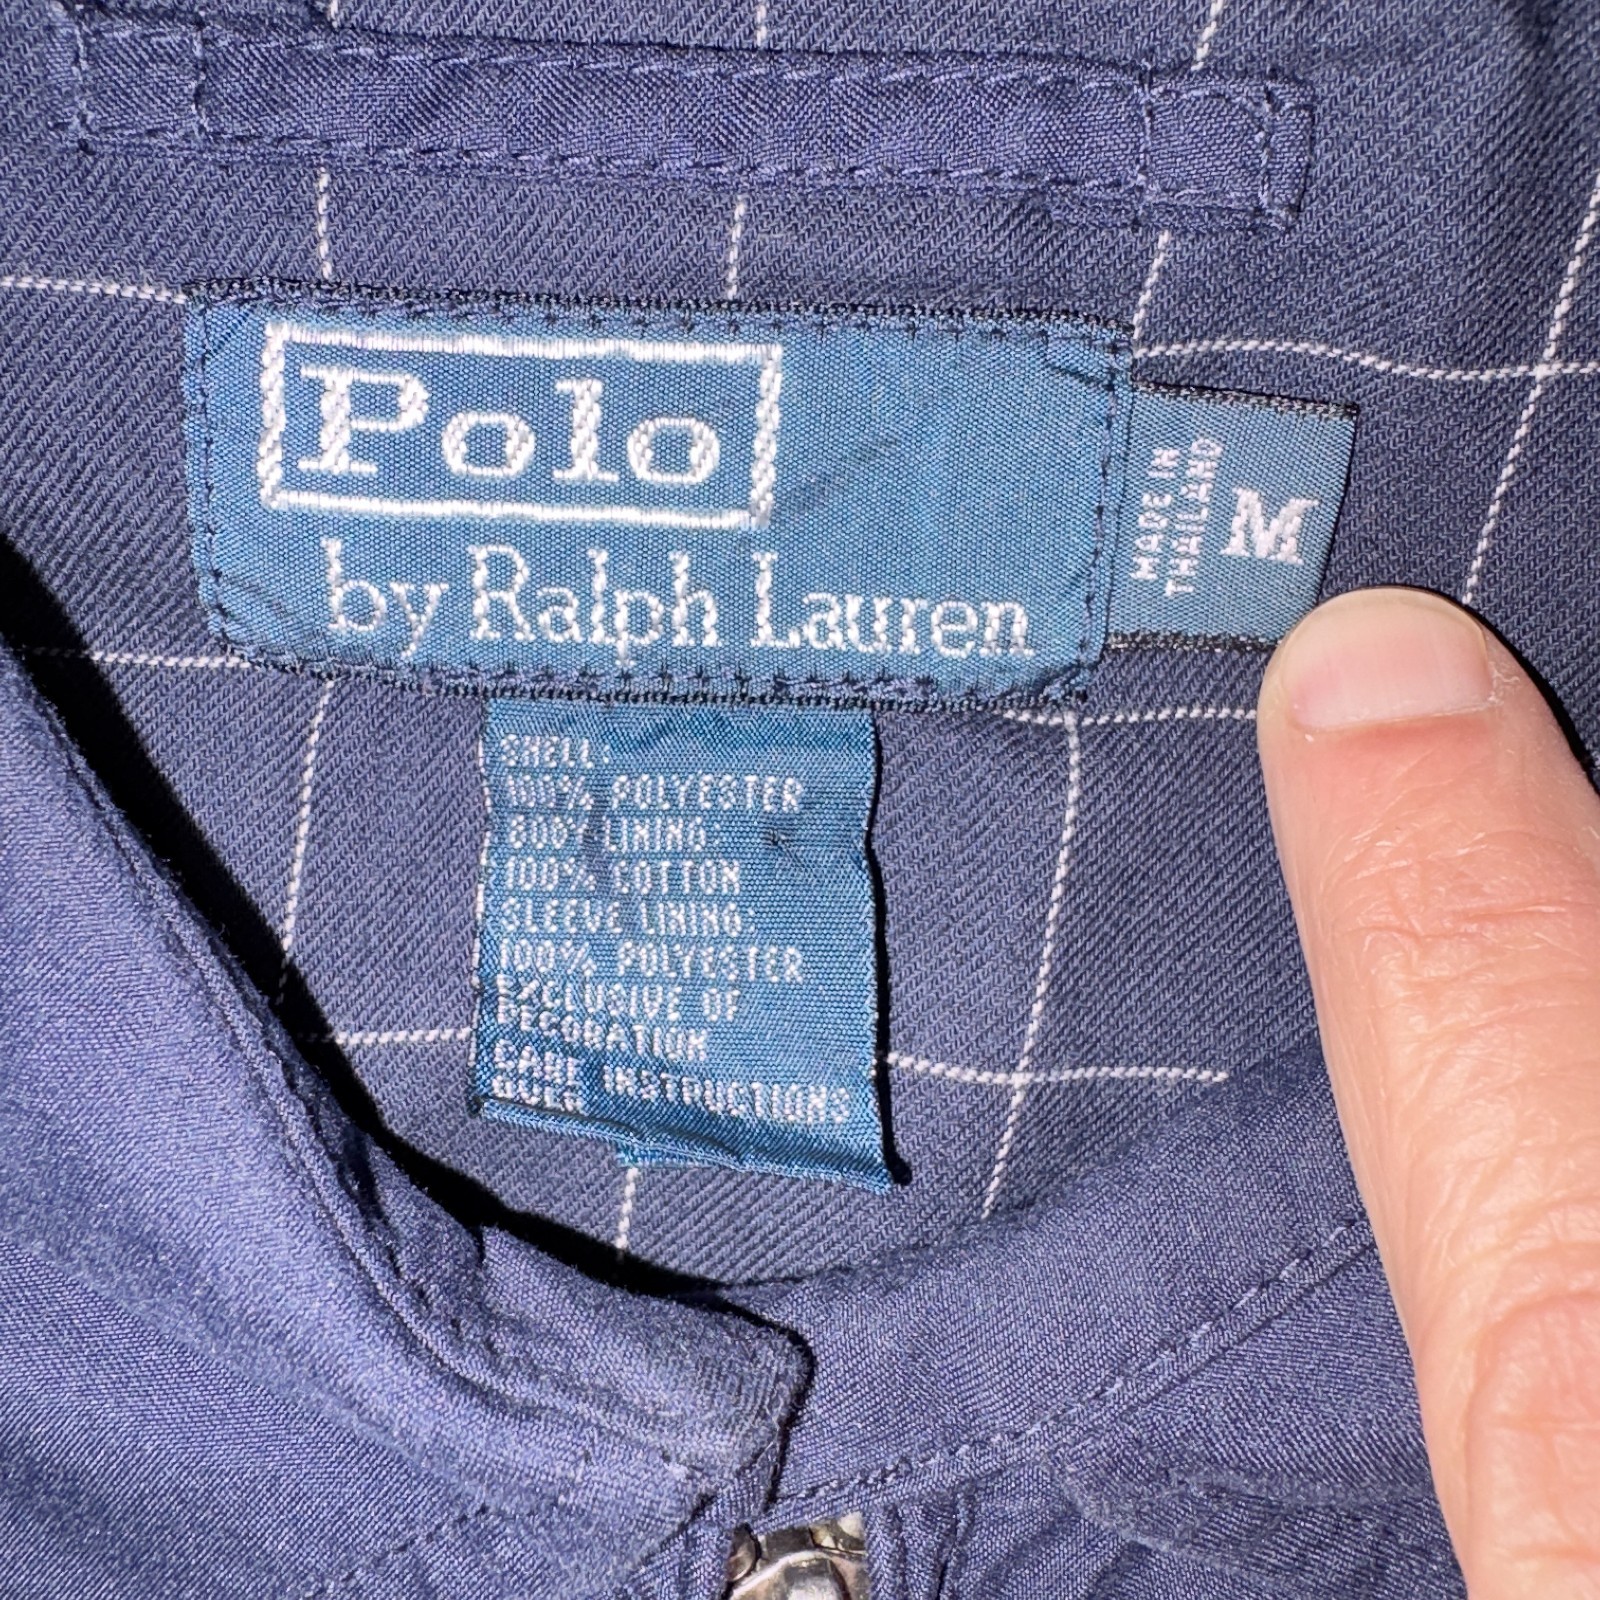 Polo
by Ralph Lauren
MADE IN
THAILAND
M
SHELL:
100% POLYESTER
BODY LINING:
100% COTTON
SLEEVE LINING:
100% POLYESTER
EXCLUSIVE OF
DECORATION
CARE INSTRUCTIONS
OVER